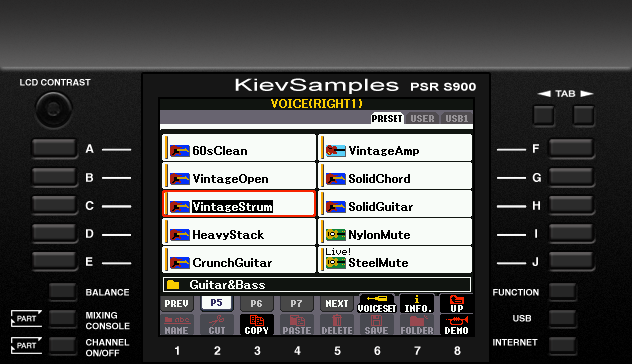 LCD CONTRAST
KievSamples PSR S900
◄ TAB ►
VOICE(RIGHT1)
PRESET USER USB1
A 60sClean VintageAmp F
B VintageOpen SolidChord G
C VintageStrum SolidGuitar H
D HeavyStack NylonMute I
Live!
E CrunchGuitar SteelMute J
Guitar&Bass
BALANCE FUNCTION
PREV P5 P6 P7 NEXT VOICESET INFO. UP
PART MIXING CONSOLE USB
NAME CUT COPY PASTE DELETE SAVE FOLDER DEMO
PART CHANNEL ON/OFF INTERNET
1 2 3 4 5 6 7 8